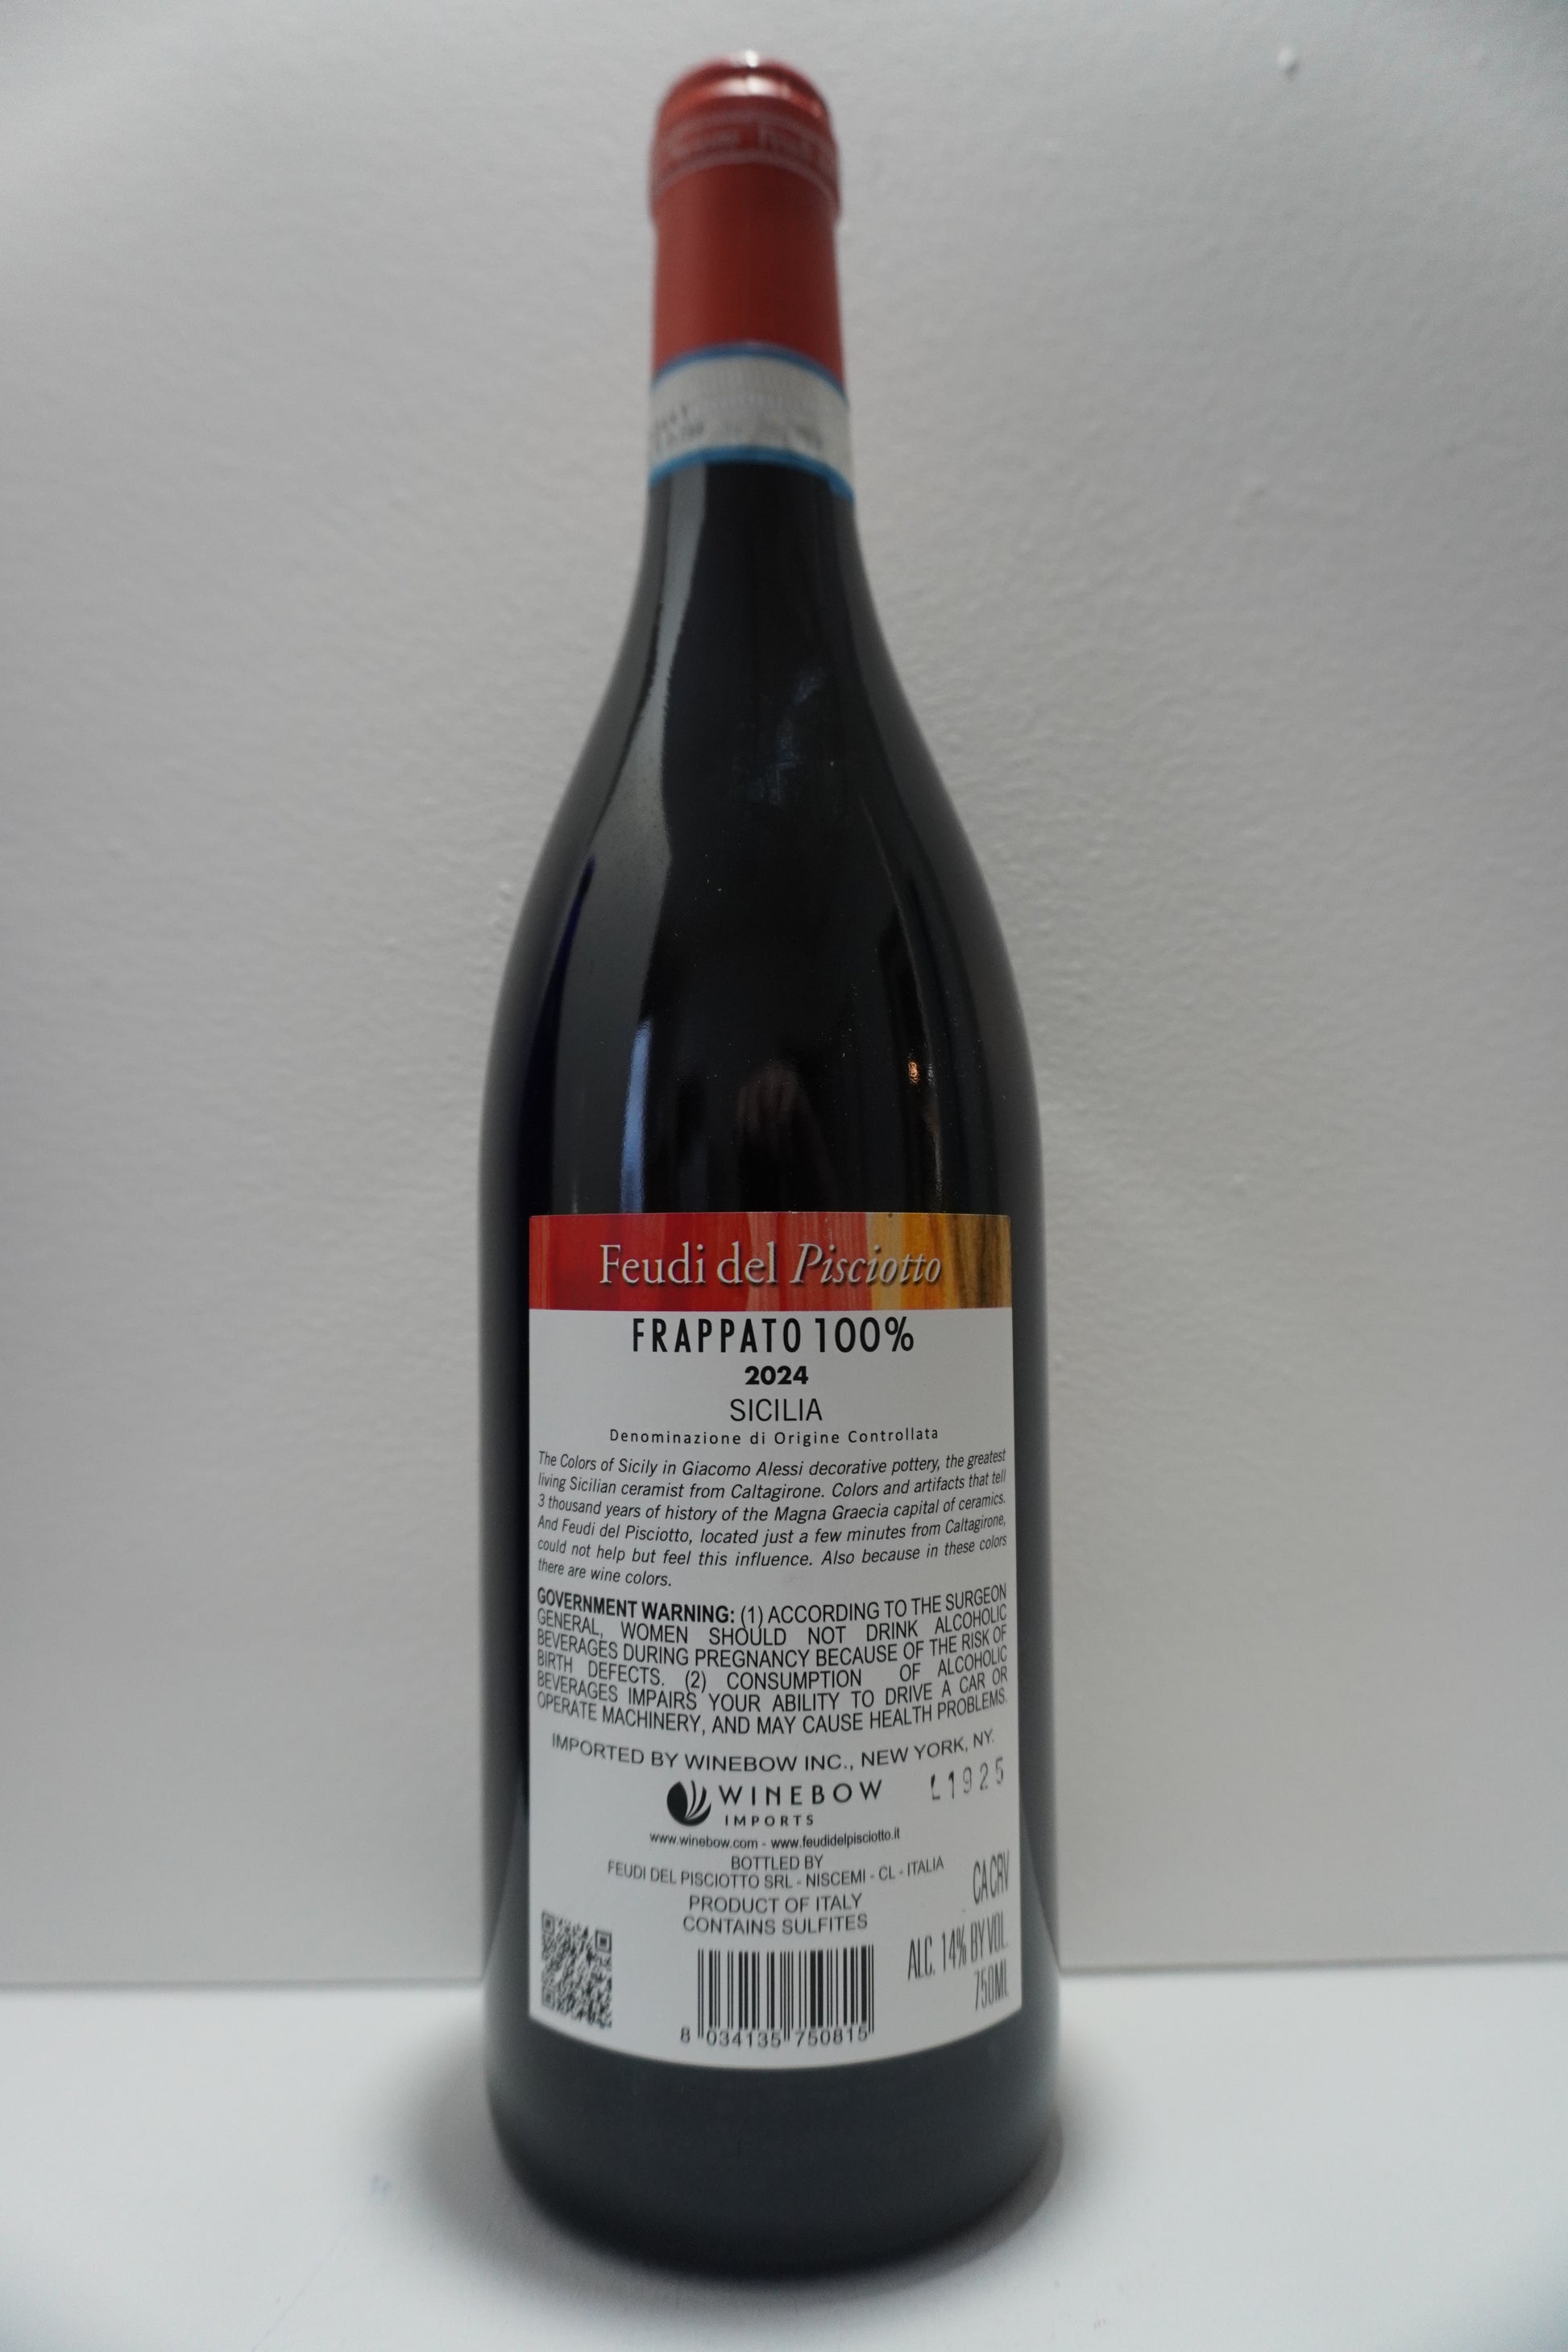 Feudi del Pisciotto
FRAPPATO 100%
2024
SICILIA
Denominazione di Origine Controllata
The Colors of Sicily in Giacomo Alessi decorative pottery, the greatest
living Sicilian ceramist from Caltagirone. Colors and artifacts that tell
3 thousand years of history of the Magna Graecia capital of ceramics.
And Feudi del Pisciotto, located just a few minutes from Caltagirone,
could not help but feel this influence. Also because in these colors
there are wine colors.
GOVERNMENT WARNING: (1) ACCORDING TO THE SURGEON
GENERAL, WOMEN SHOULD NOT DRINK ALCOHOLIC
BEVERAGES DURING PREGNANCY BECAUSE OF THE RISK OF
BIRTH DEFECTS. (2) CONSUMPTION OF ALCOHOLIC
BEVERAGES IMPAIRS YOUR ABILITY TO DRIVE A CAR OR
OPERATE MACHINERY, AND MAY CAUSE HEALTH PROBLEMS.
IMPORTED BY WINEBOW INC., NEW YORK, NY.
WINEBOW
IMPORTS
L1925
www.winebow.com - www.feudidelpisciotto.it
BOTTLED BY
FEUDI DEL PISCIOTTO SRL - NISCEMI - CL - ITALIA
PRODUCT OF ITALY
CONTAINS SULFITES
CA CRV
ALC. 14% BY VOL.
750ML
8 034135 750815